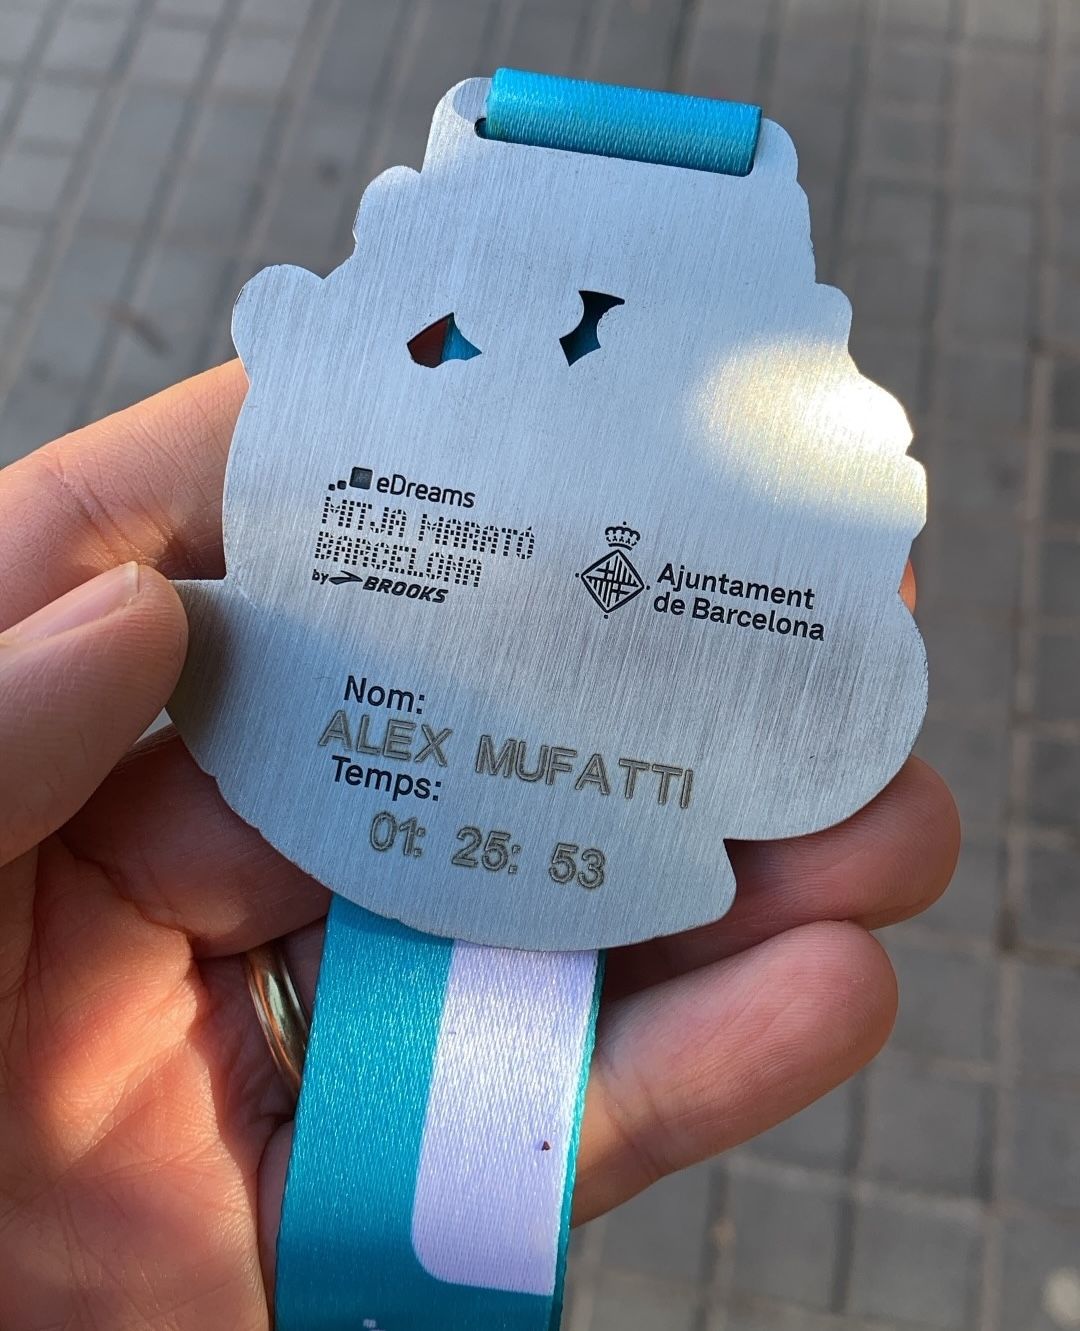 eDreams
MITJA MARATÓ
BARCELONA
by BROOKS
Ajuntament
de Barcelona
Nom:
ALEX MUFATTI
Temps:
01: 25: 53